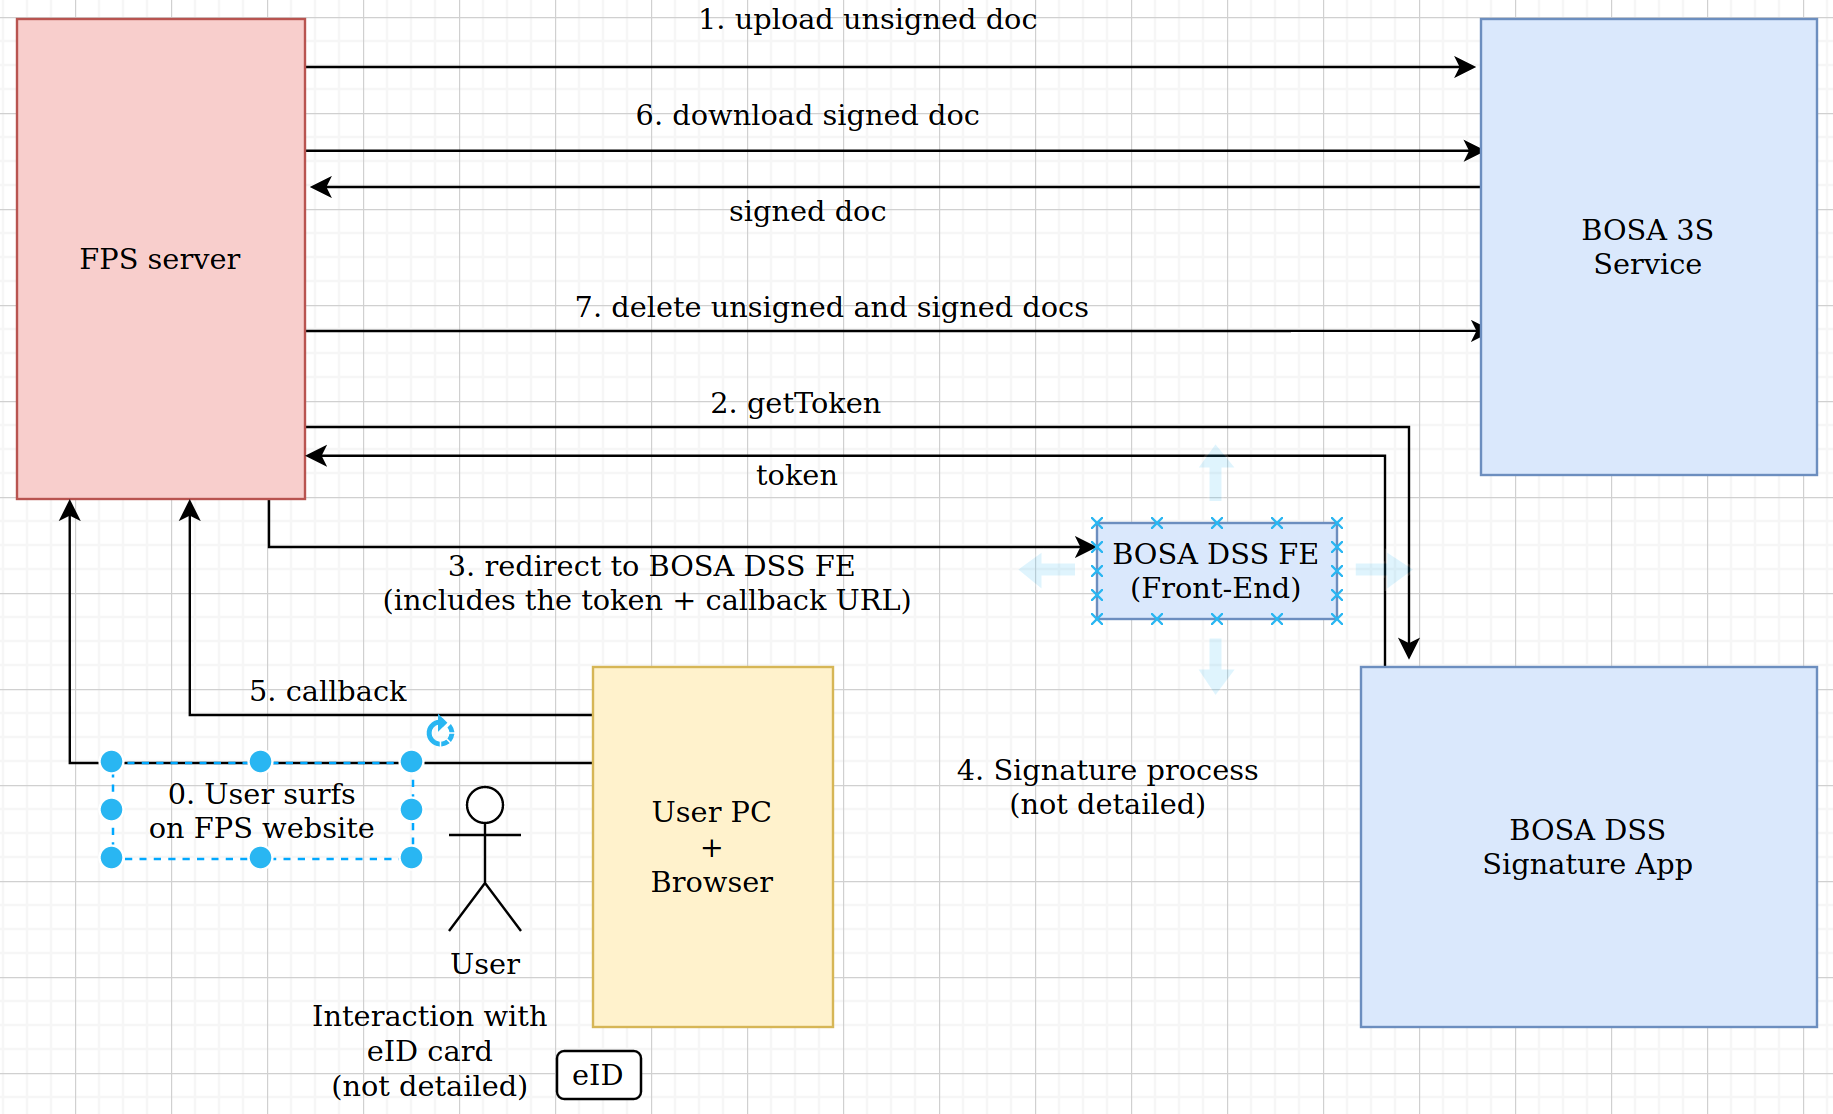 1. upload unsigned doc
6. download signed doc
signed doc
FPS server
BOSA 3S
Service
7. delete unsigned and signed docs
2. getToken
token
3. redirect to BOSA DSS FE
(includes the token + callback URL)
BOSA DSS FE
(Front-End)
5. callback
0. User surfs
on FPS website
User PC
+
Browser
4. Signature process
(not detailed)
BOSA DSS
Signature App
User
Interaction with
eID card
(not detailed)
eID